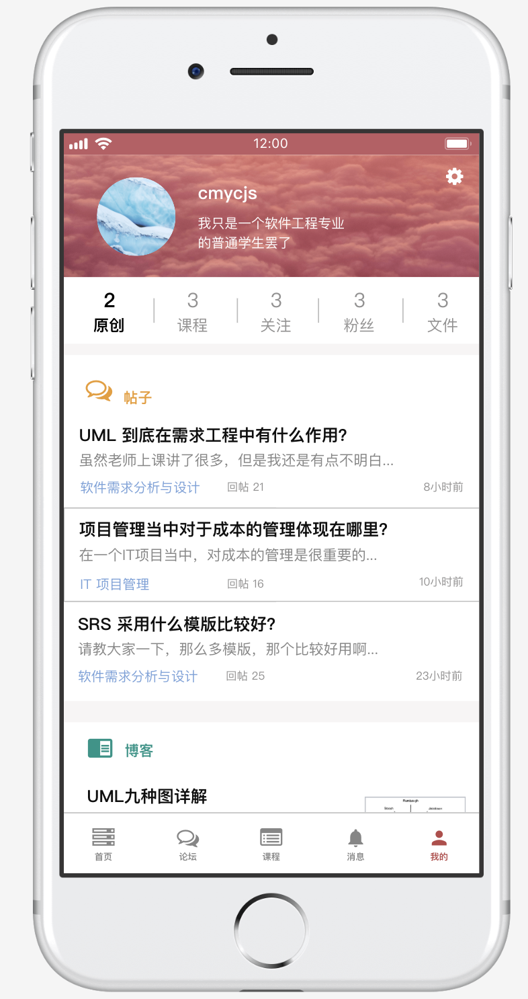 12:00
cmycjs
我只是一个软件工程专业
的普通学生罢了
2 3 3 3 3
原创 课程 关注 粉丝 文件
帖子
UML 到底在需求工程中有什么作用?
虽然老师上课讲了很多，但是我还是有点不明白...
软件需求分析与设计 回帖 21 8小时前
项目管理当中对于成本的管理体现在哪里?
在一个IT项目当中，对成本的管理是很重要的...
IT 项目管理 回帖 16 10小时前
SRS 采用什么模版比较好?
请教大家一下，那么多模版，那个比较好用啊...
软件需求分析与设计 回帖 25 23小时前
博客
UML九种图详解
Rumbaugh
Booch Jacobson
首页 论坛 课程 消息 我的